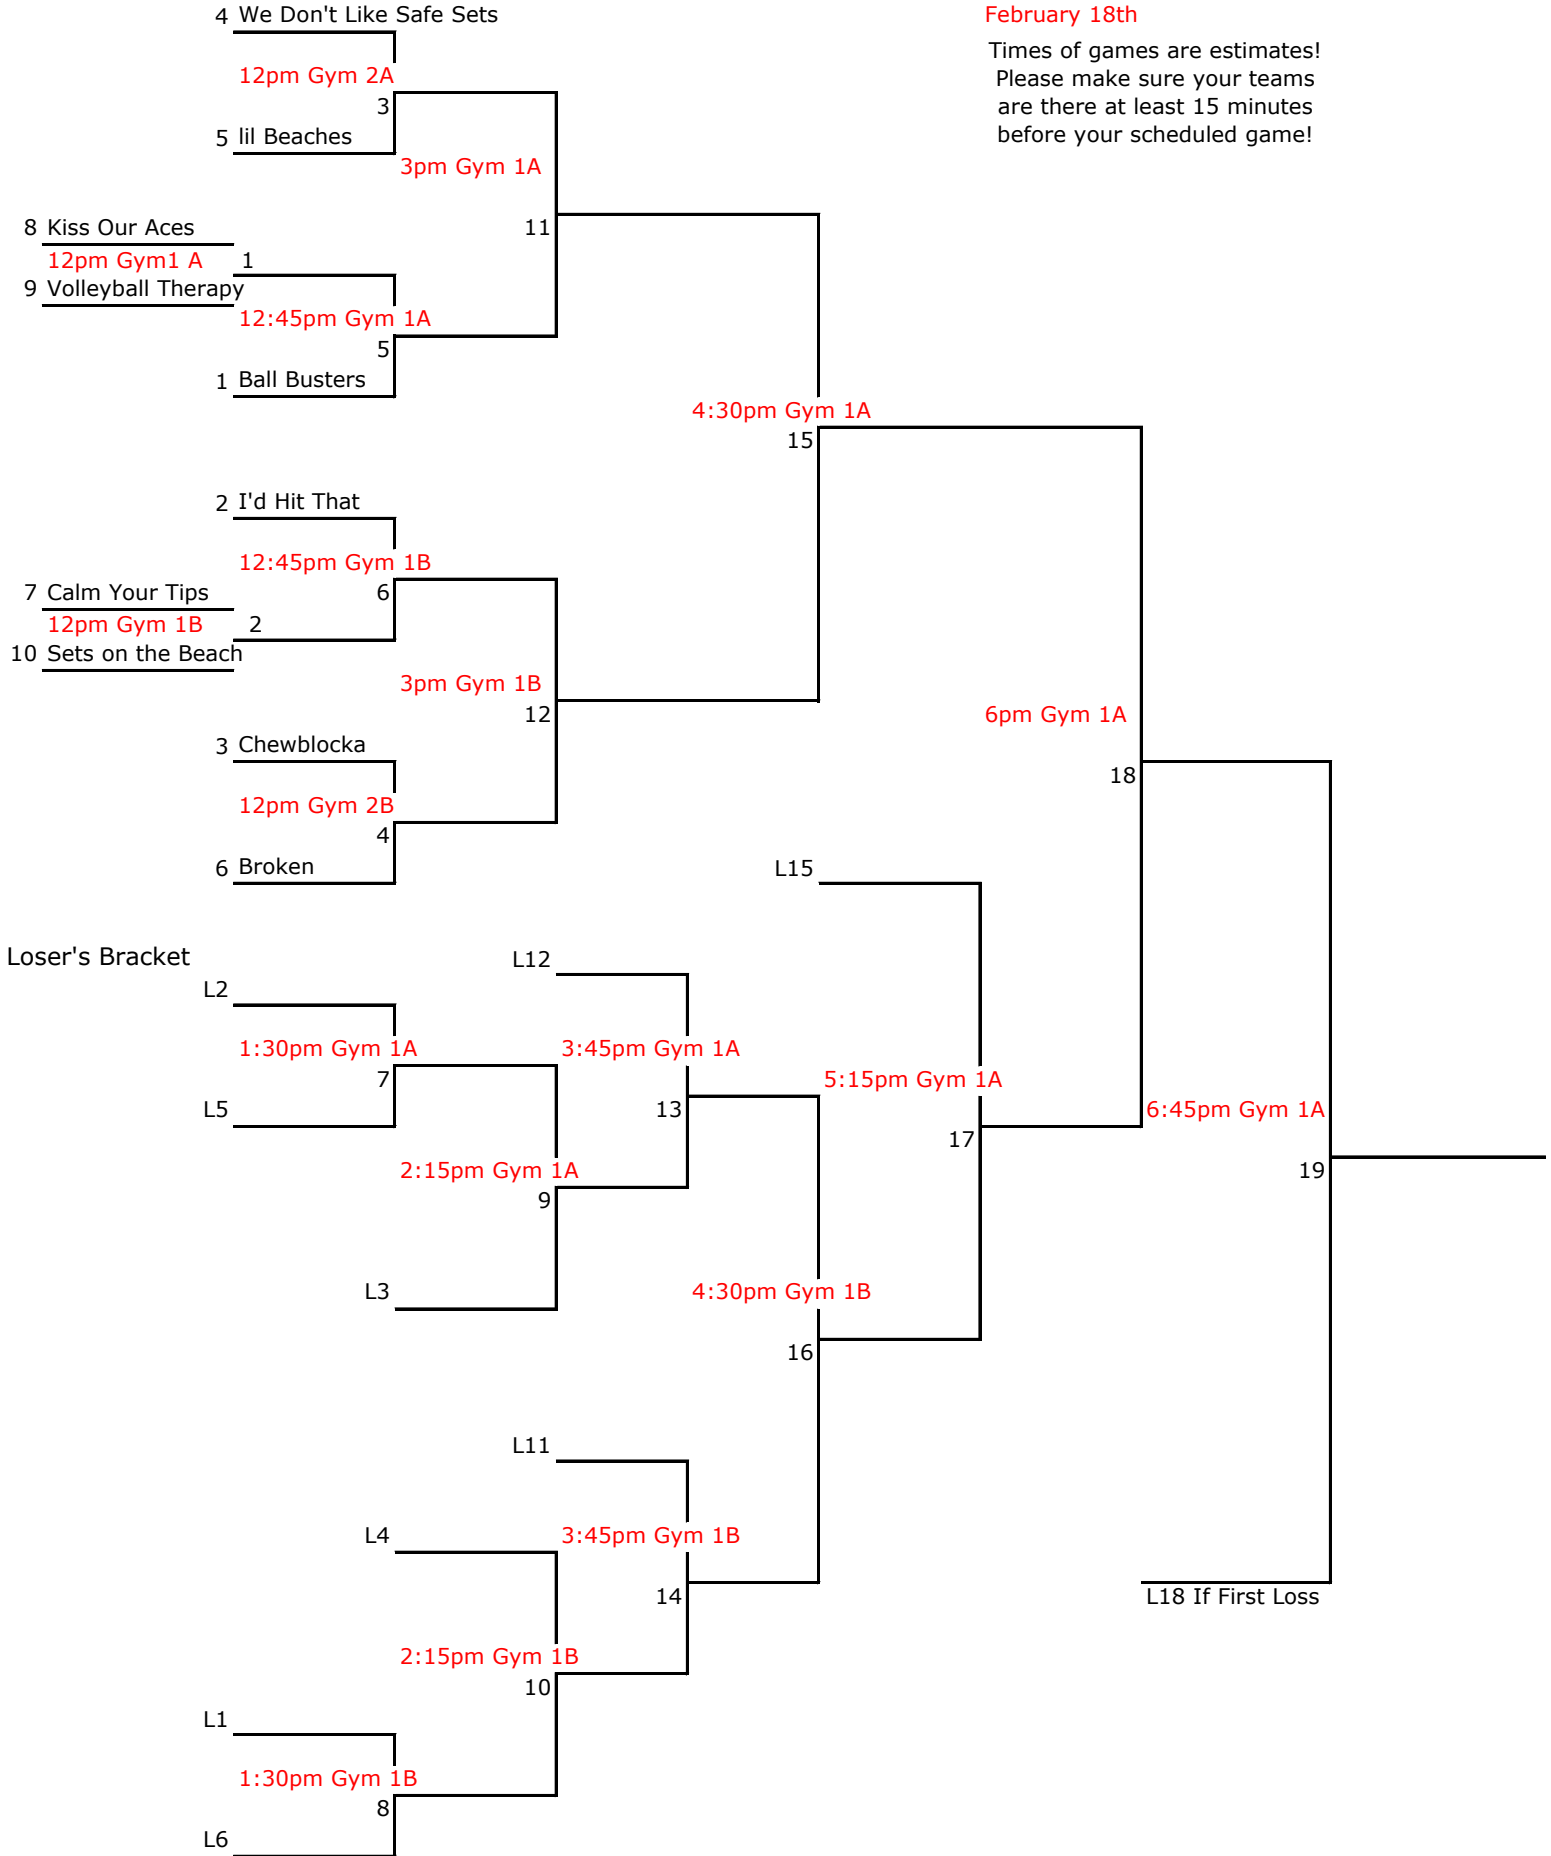 4 We Don't Like Safe Sets
February 18th
Times of games are estimates!
Please make sure your teams
are there at least 15 minutes
before your scheduled game!
12pm Gym 2A
3
5 lil Beaches
3pm Gym 1A
8 Kiss Our Aces
11
12pm Gym1 A 1
9 Volleyball Therapy
12:45pm Gym 1A
5
1 Ball Busters
4:30pm Gym 1A
15
2 I'd Hit That
12:45pm Gym 1B
6
7 Calm Your Tips
12pm Gym 1B 2
10 Sets on the Beach
3pm Gym 1B
12
6pm Gym 1A
3 Chewblocka
18
12pm Gym 2B
4
6 Broken
L15
Loser's Bracket
L12
L2
1:30pm Gym 1A
3:45pm Gym 1A
7
5:15pm Gym 1A
L5
13
6:45pm Gym 1A
17
2:15pm Gym 1A
19
9
L3
4:30pm Gym 1B
16
L11
L4
3:45pm Gym 1B
14
L18 If First Loss
2:15pm Gym 1B
10
L1
1:30pm Gym 1B
8
L6